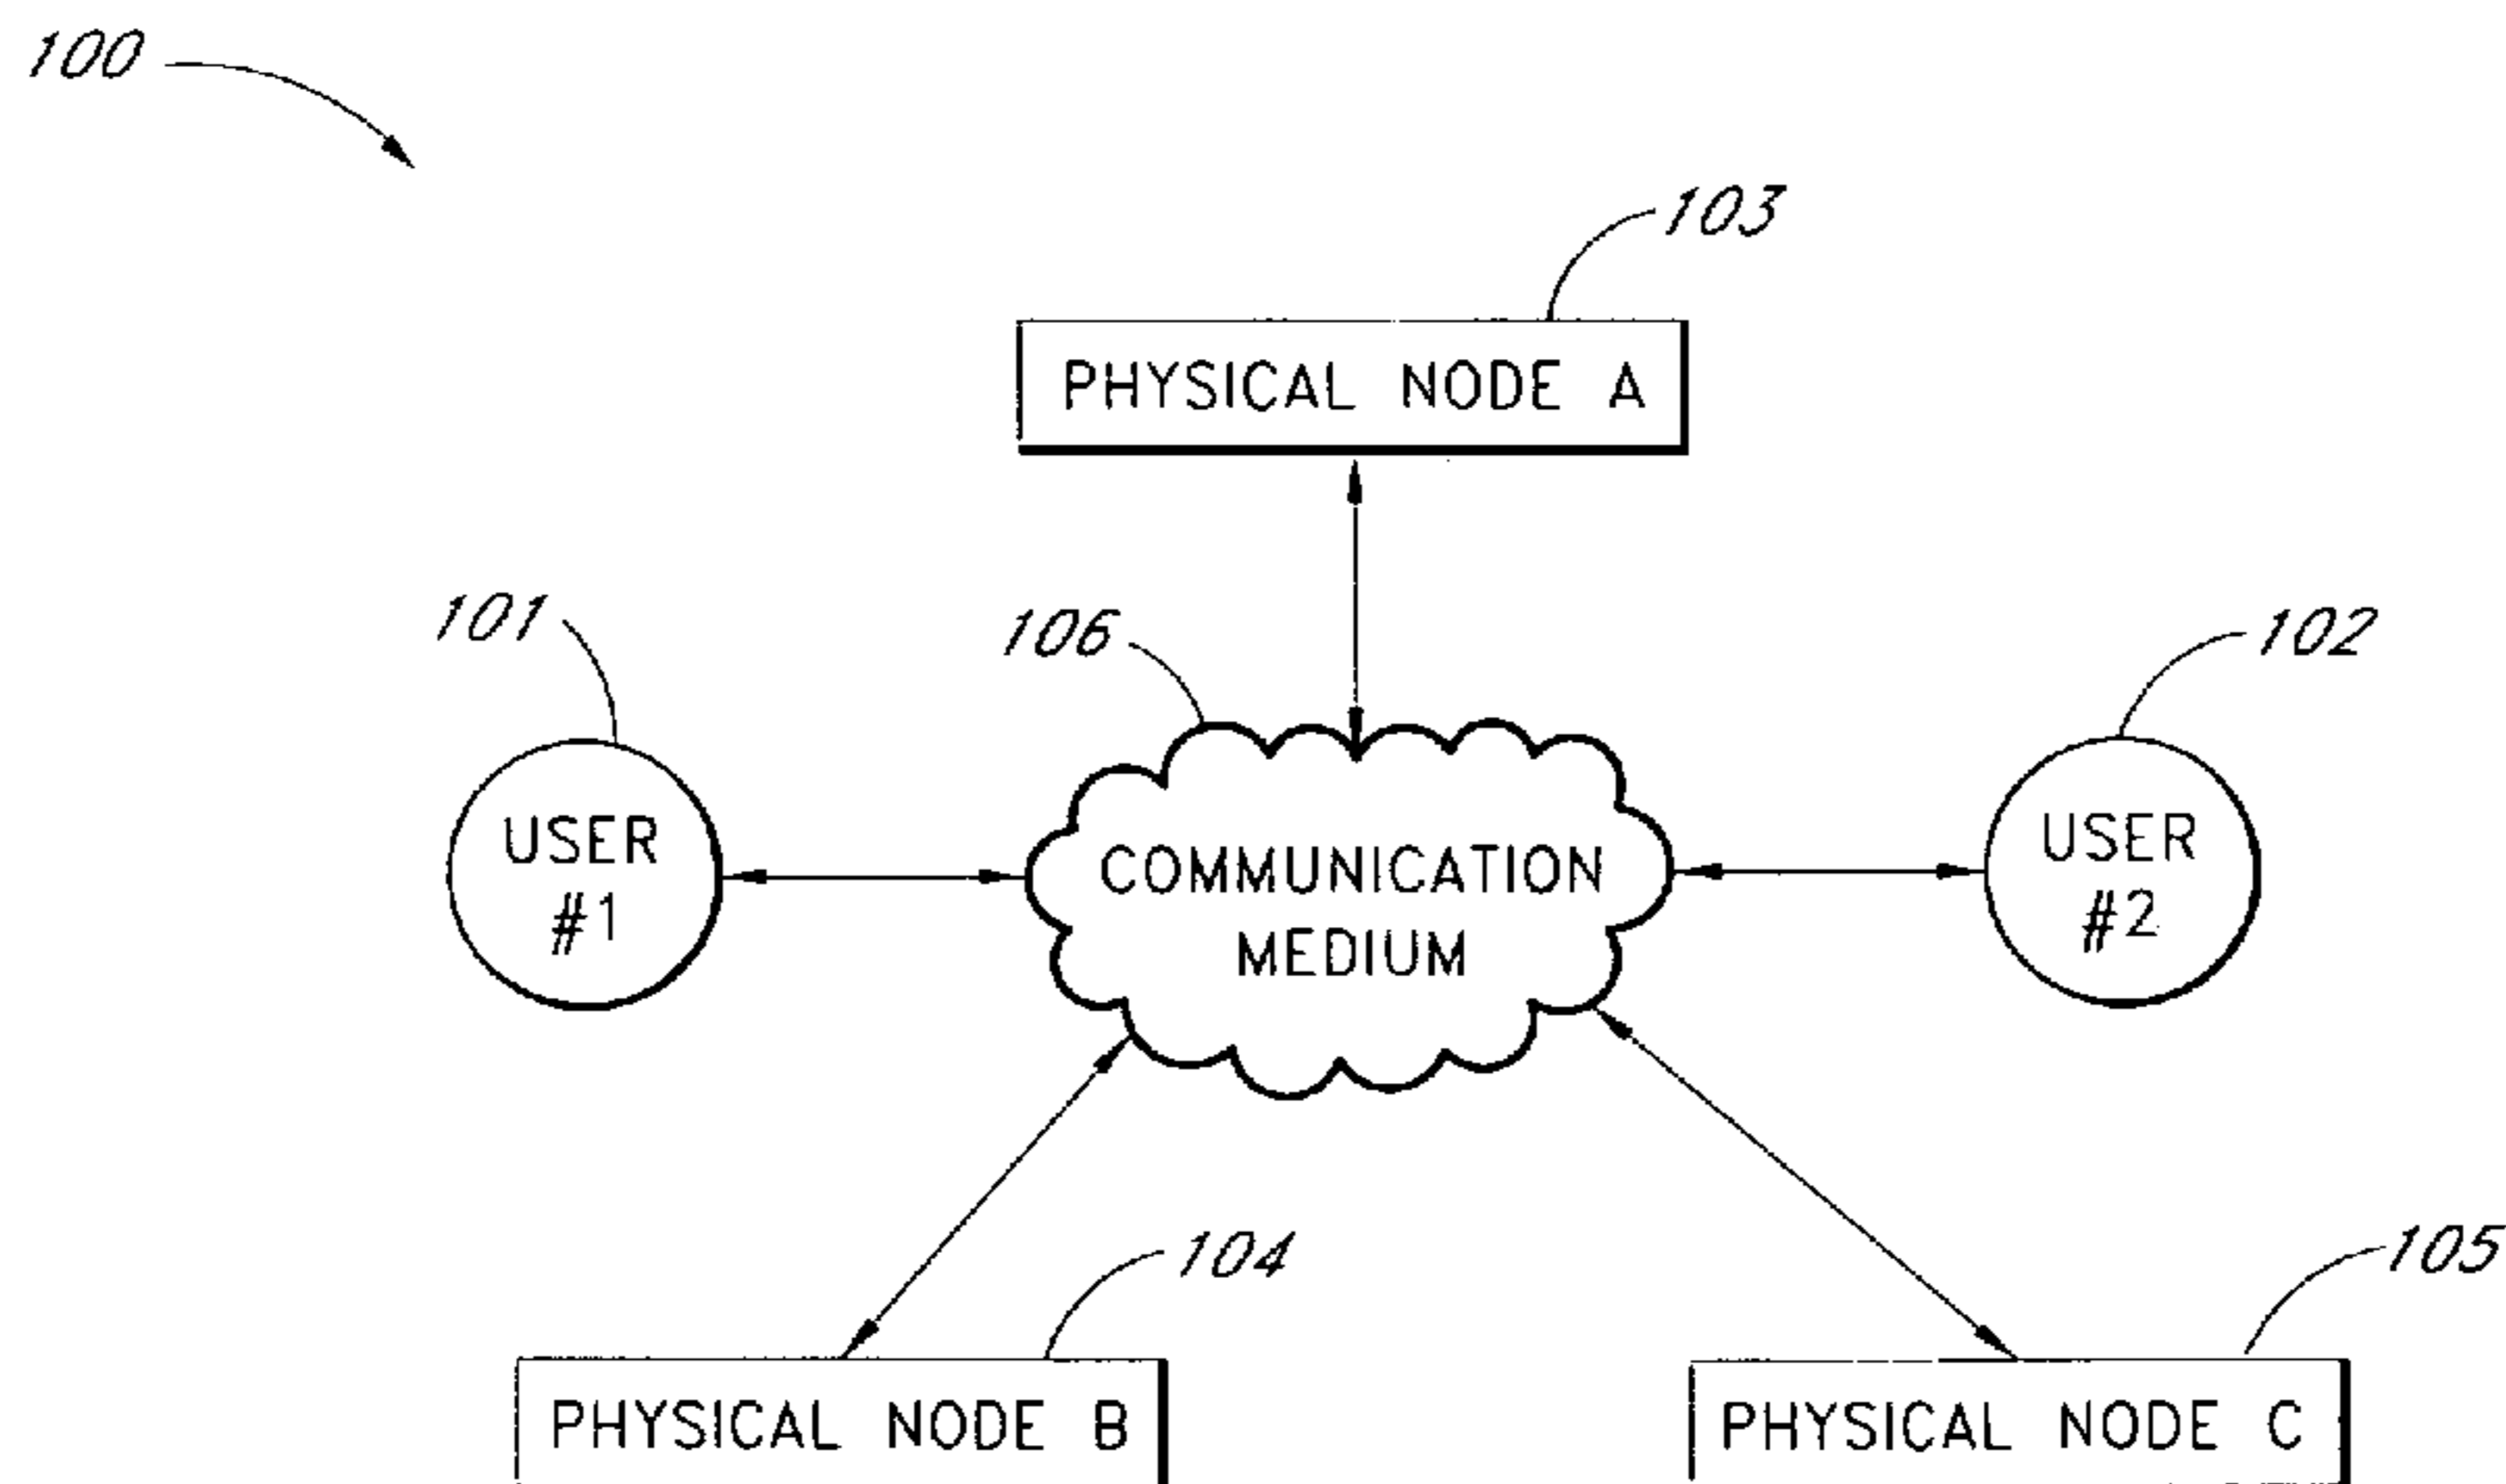 100
103
PHYSICAL NODE A
101
106
102
USER
#1
COMMUNICATION
MEDIUM
USER
#2
104
105
PHYSICAL NODE B
PHYSICAL NODE C